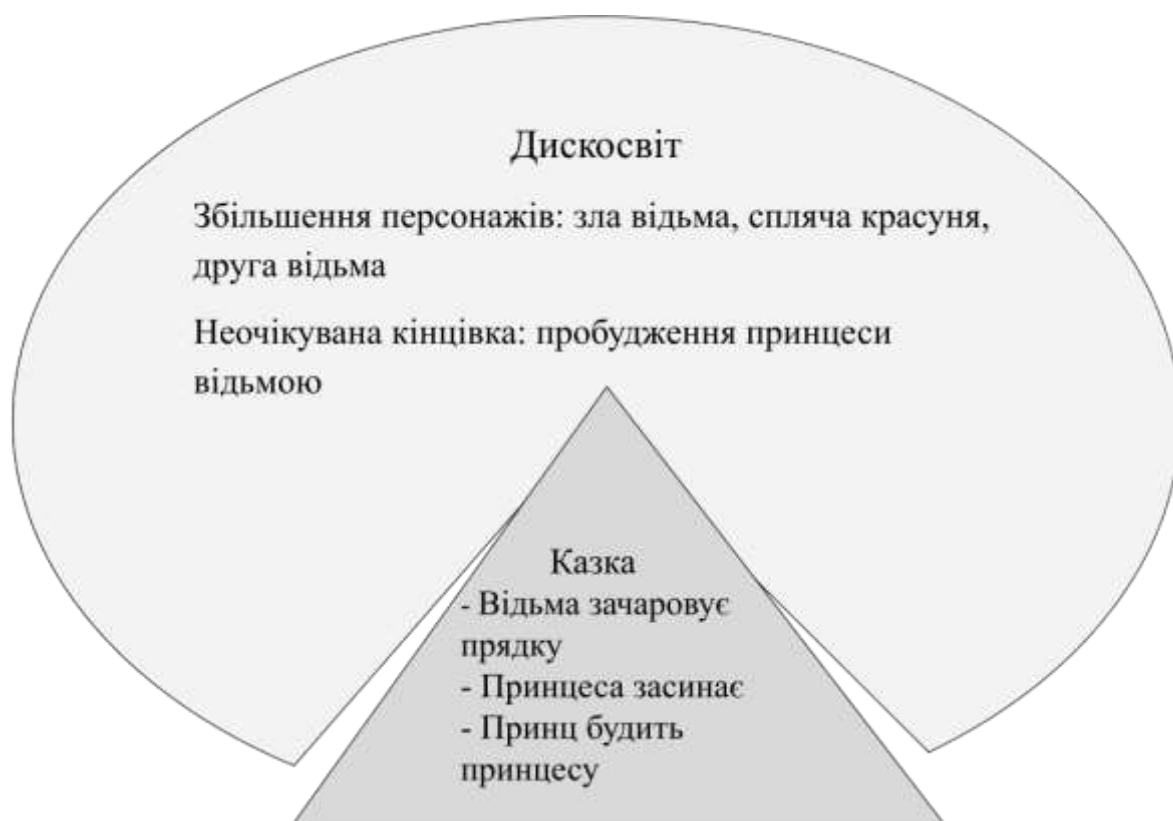 Дискосвіт
Збільшення персонажів: зла відьма, спляча красуня,
друга відьма
Неочікувана кінцівка: пробудження принцеси
відьмою
Казка
- Відьма зачаровує
прядку
- Принцеса засинає
- Принц будить
принцесу